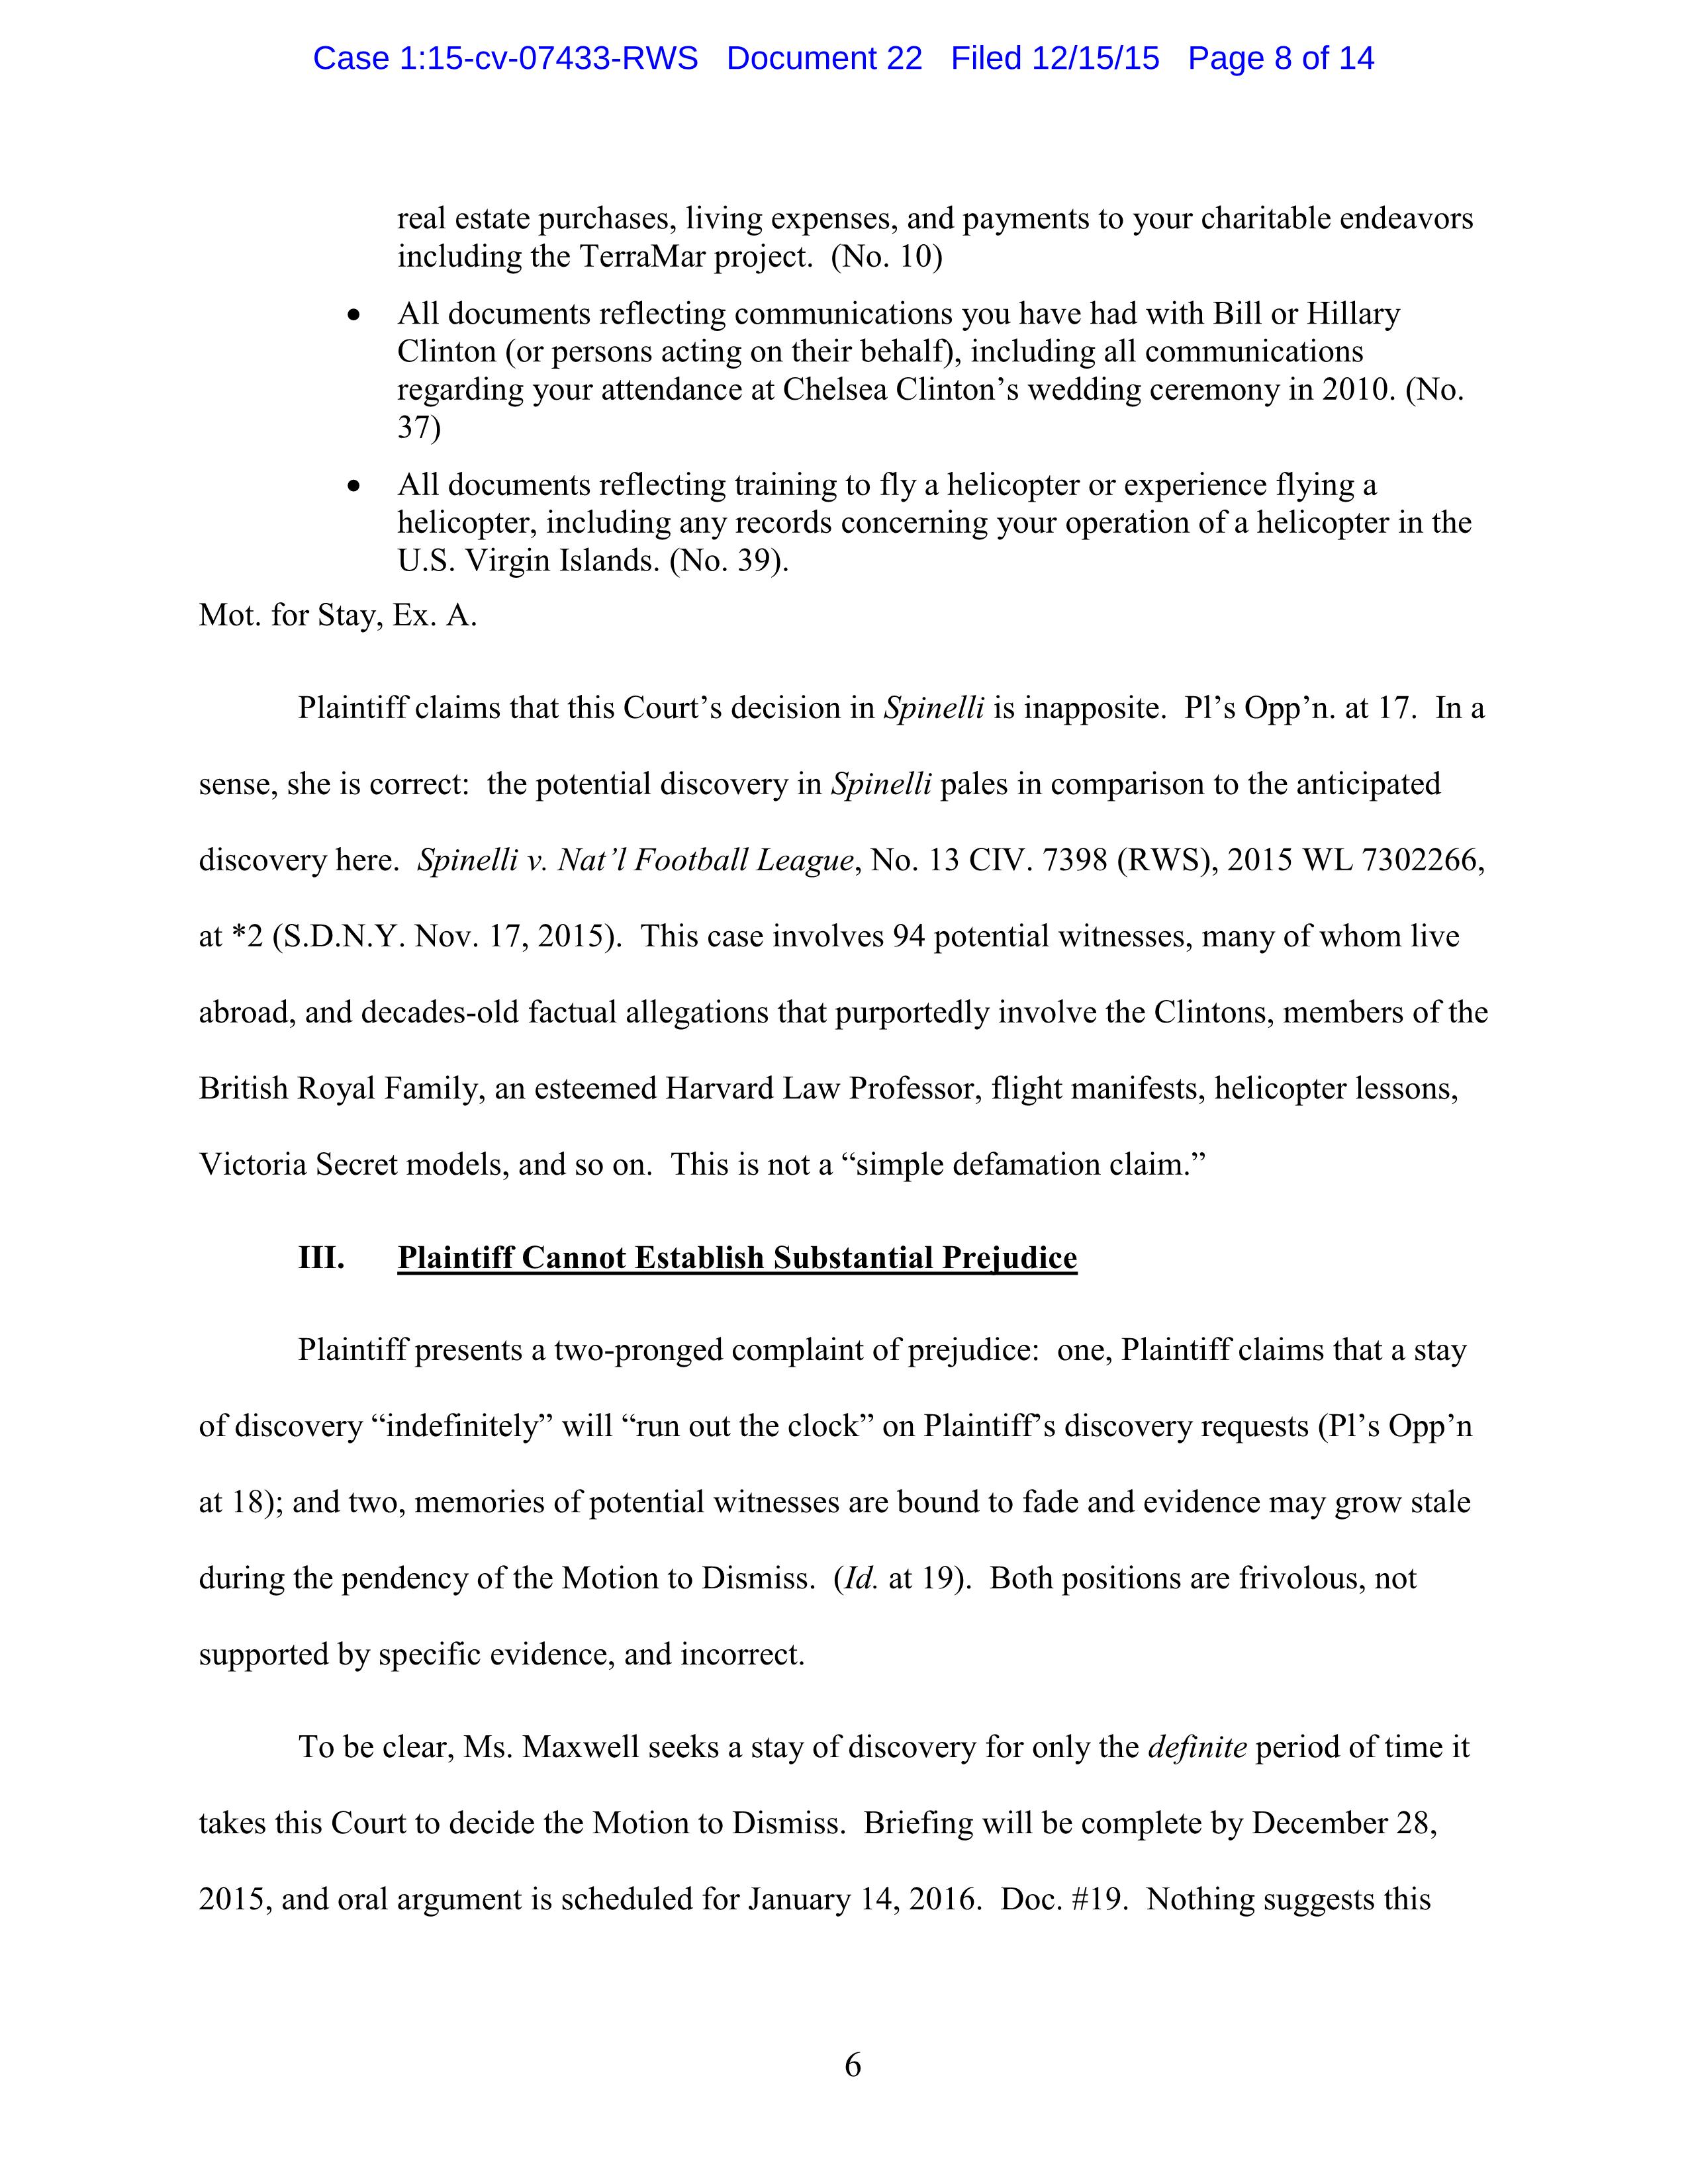 Case 1:15-cv-07433-RWS Document 22 Filed 12/15/15 Page 8 of 14
real estate purchases, living expenses, and payments to your charitable endeavors
including the TerraMar project. (No. 10)
• All documents reflecting communications you have had with Bill or Hillary
Clinton (or persons acting on their behalf), including all communications
regarding your attendance at Chelsea Clinton’s wedding ceremony in 2010. (No.
37)
• All documents reflecting training to fly a helicopter or experience flying a
helicopter, including any records concerning your operation of a helicopter in the
U.S. Virgin Islands. (No. 39).
Mot. for Stay, Ex. A.
Plaintiff claims that this Court’s decision in Spinelli is inapposite. Pl’s Opp’n. at 17. In a
sense, she is correct: the potential discovery in Spinelli pales in comparison to the anticipated
discovery here. Spinelli v. Nat’l Football League, No. 13 CIV. 7398 (RWS), 2015 WL 7302266,
at *2 (S.D.N.Y. Nov. 17, 2015). This case involves 94 potential witnesses, many of whom live
abroad, and decades-old factual allegations that purportedly involve the Clintons, members of the
British Royal Family, an esteemed Harvard Law Professor, flight manifests, helicopter lessons,
Victoria Secret models, and so on. This is not a “simple defamation claim.”
III. Plaintiff Cannot Establish Substantial Prejudice
Plaintiff presents a two-pronged complaint of prejudice: one, Plaintiff claims that a stay
of discovery “indefinitely” will “run out the clock” on Plaintiff’s discovery requests (Pl’s Opp’n
at 18); and two, memories of potential witnesses are bound to fade and evidence may grow stale
during the pendency of the Motion to Dismiss. (Id. at 19). Both positions are frivolous, not
supported by specific evidence, and incorrect.
To be clear, Ms. Maxwell seeks a stay of discovery for only the definite period of time it
takes this Court to decide the Motion to Dismiss. Briefing will be complete by December 28,
2015, and oral argument is scheduled for January 14, 2016. Doc. #19. Nothing suggests this
6